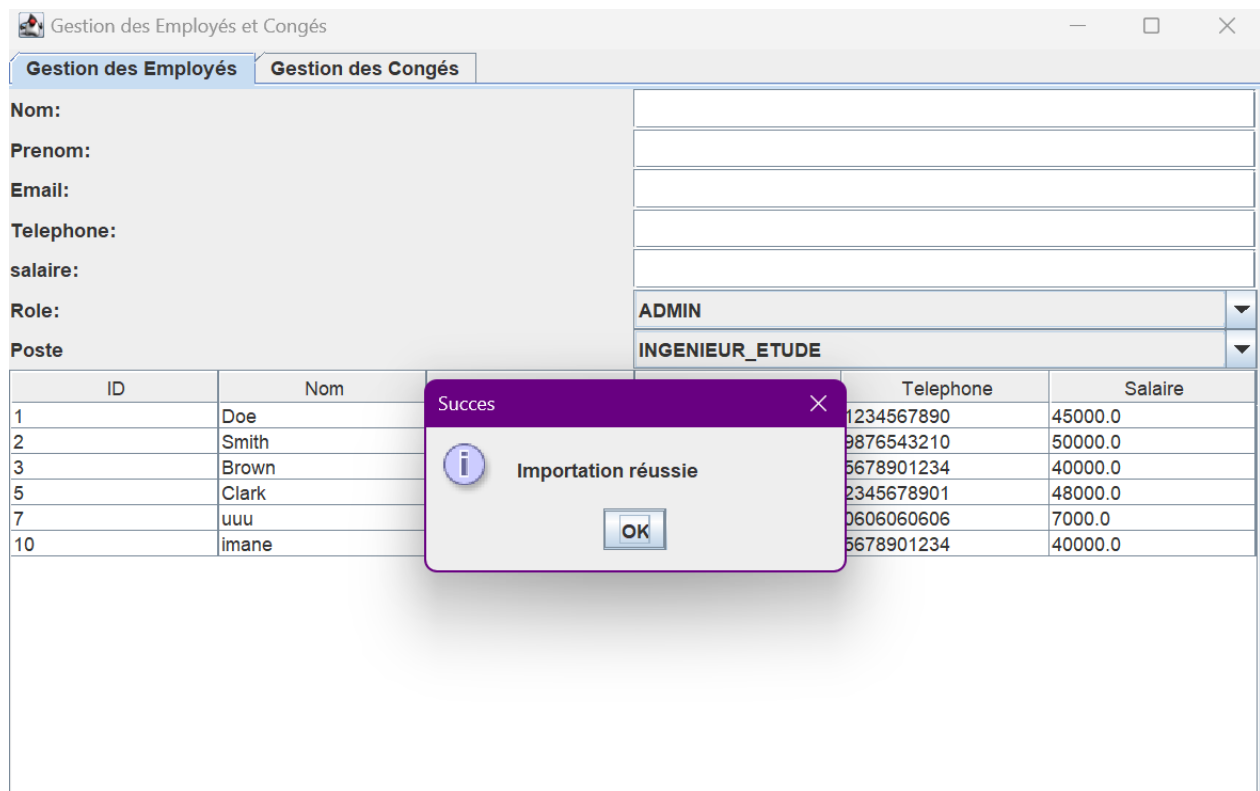 Gestion des Employés et Congés
Gestion des Employés Gestion des Congés
Nom:
Prenom:
Email:
Telephone:
salaire:
Role: ADMIN
Poste INGENIEUR_ETUDE
ID Nom Telephone Salaire
1 Doe 1234567890 45000.0
2 Smith 9876543210 50000.0
3 Brown 5678901234 40000.0
5 Clark 2345678901 48000.0
7 uuu 0606060606 7000.0
10 imane 5678901234 40000.0
Succes
Importation réussie
OK